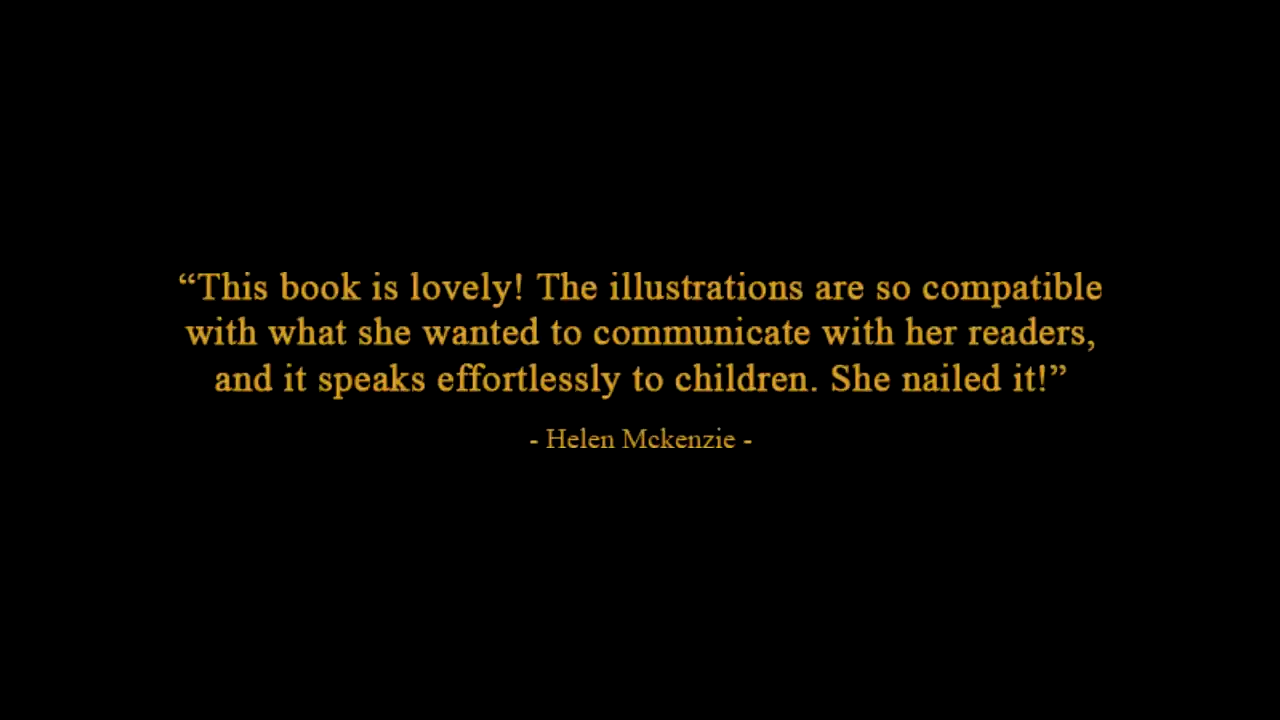 “This book is lovely! The illustrations are so compatible
with what she wanted to communicate with her readers,
and it speaks effortlessly to children. She nailed it!”
- Helen Mckenzie -